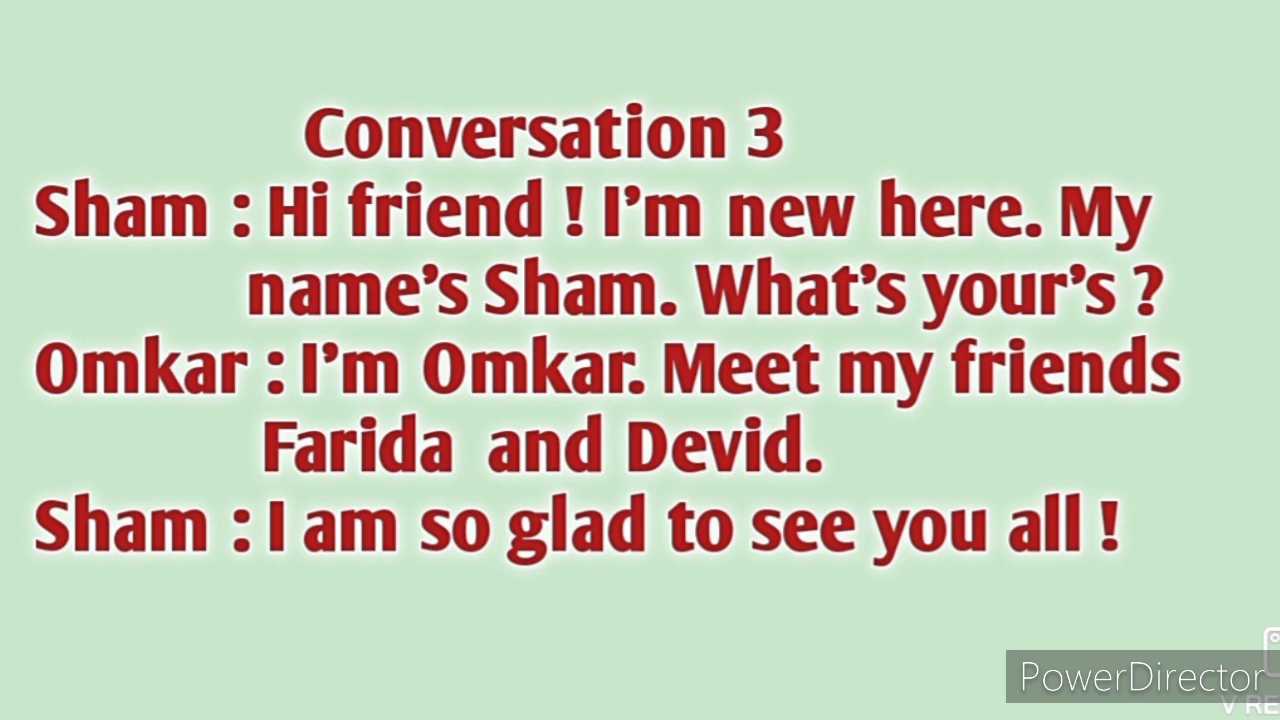 Conversation 3
Sham : Hi friend ! I'm new here. My
name's Sham. What's your's ?
Omkar : I'm Omkar. Meet my friends
Farida and Devid.
Sham : I am so glad to see you all !
PowerDirector
V RE